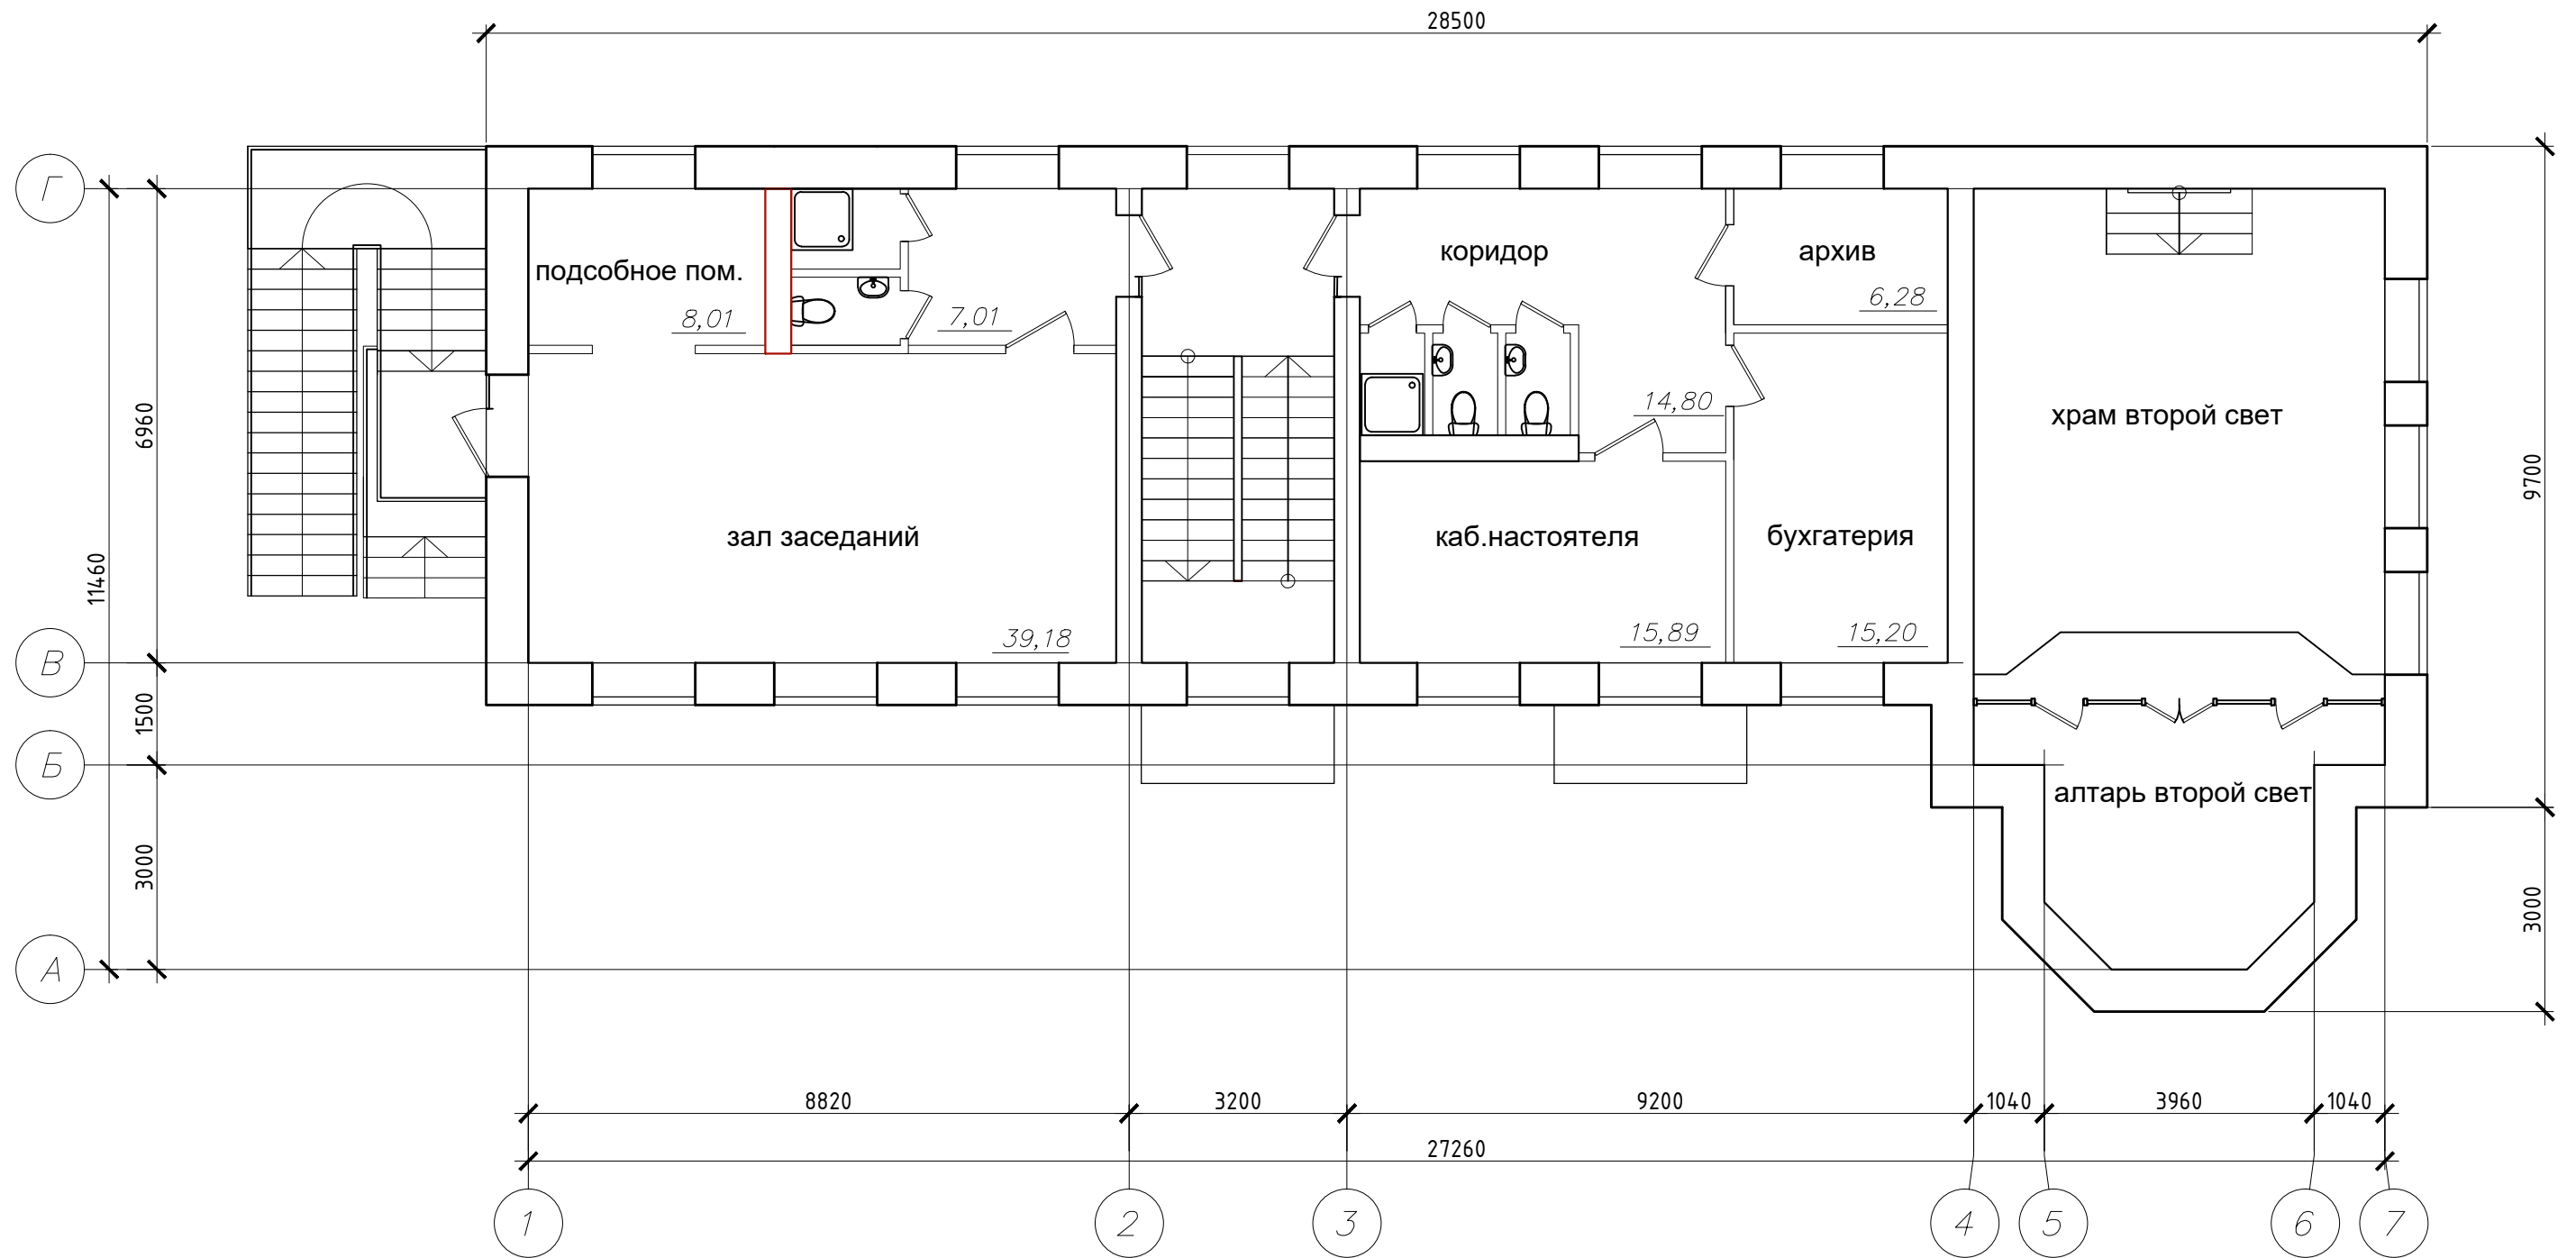 28500
Г
коридор
архив
подсобное пом.
6,28
8,01
7,01
14,80
храм второй свет
6960
9700
11460
зал заседаний
каб.настоятеля
бухгатерия
39,18
15,89
15,20
В
1500
Б
алтарь второй свет
3000
3000
А
8820
3200
9200
1040
3960
1040
27260
1
2
3
4
5
6
7